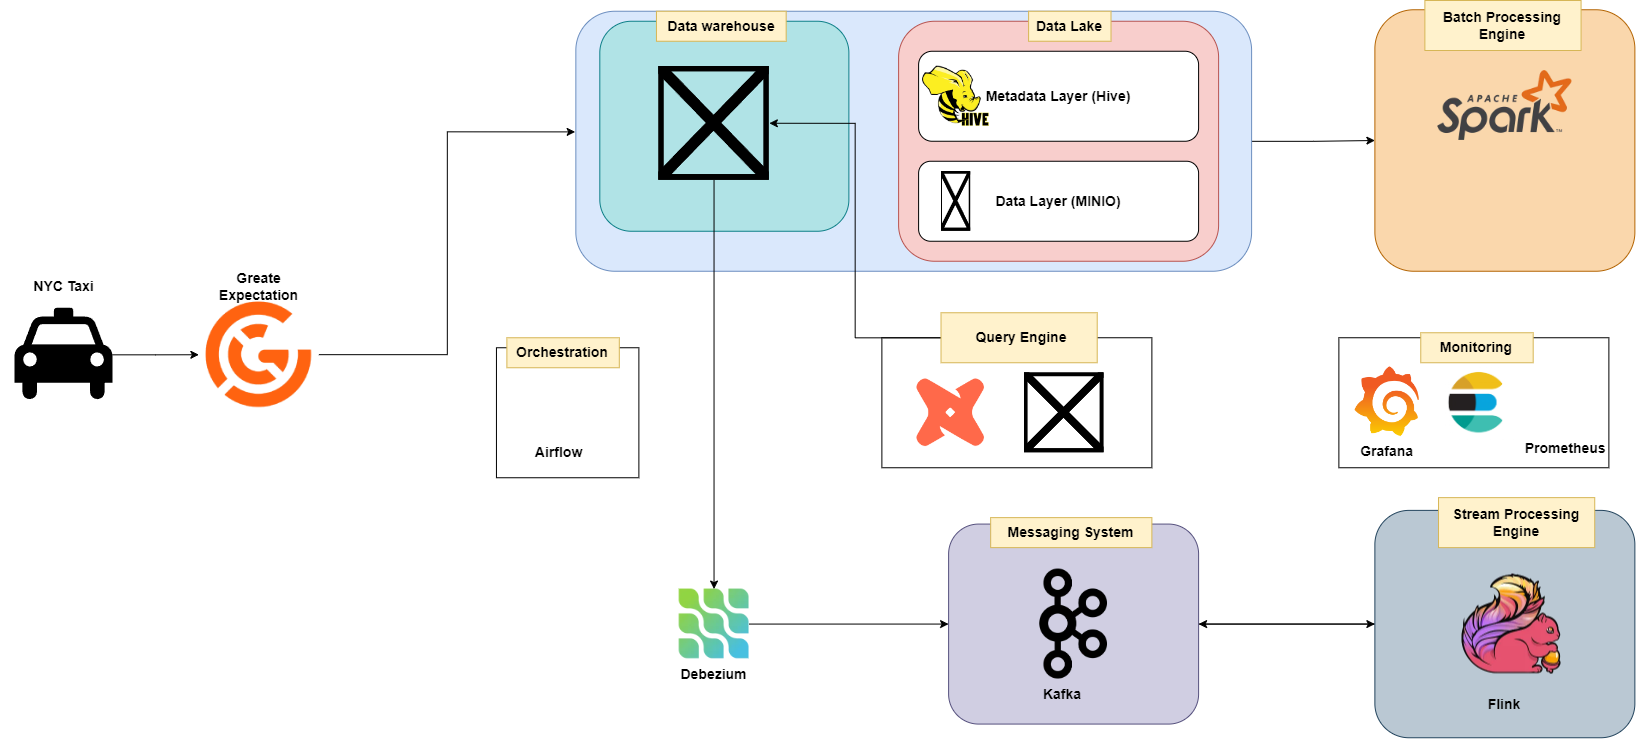 Data warehouse
Data Lake
Batch Processing
Engine
HIVE
Metadata Layer (Hive)
APACHE
Spark™
Data Layer (MINIO)
NYC Taxi
Greate
Expectation
Orchestration
Airflow
Query Engine
Monitoring
Grafana
Prometheus
Messaging System
Kafka
Stream Processing
Engine
Flink
Debezium